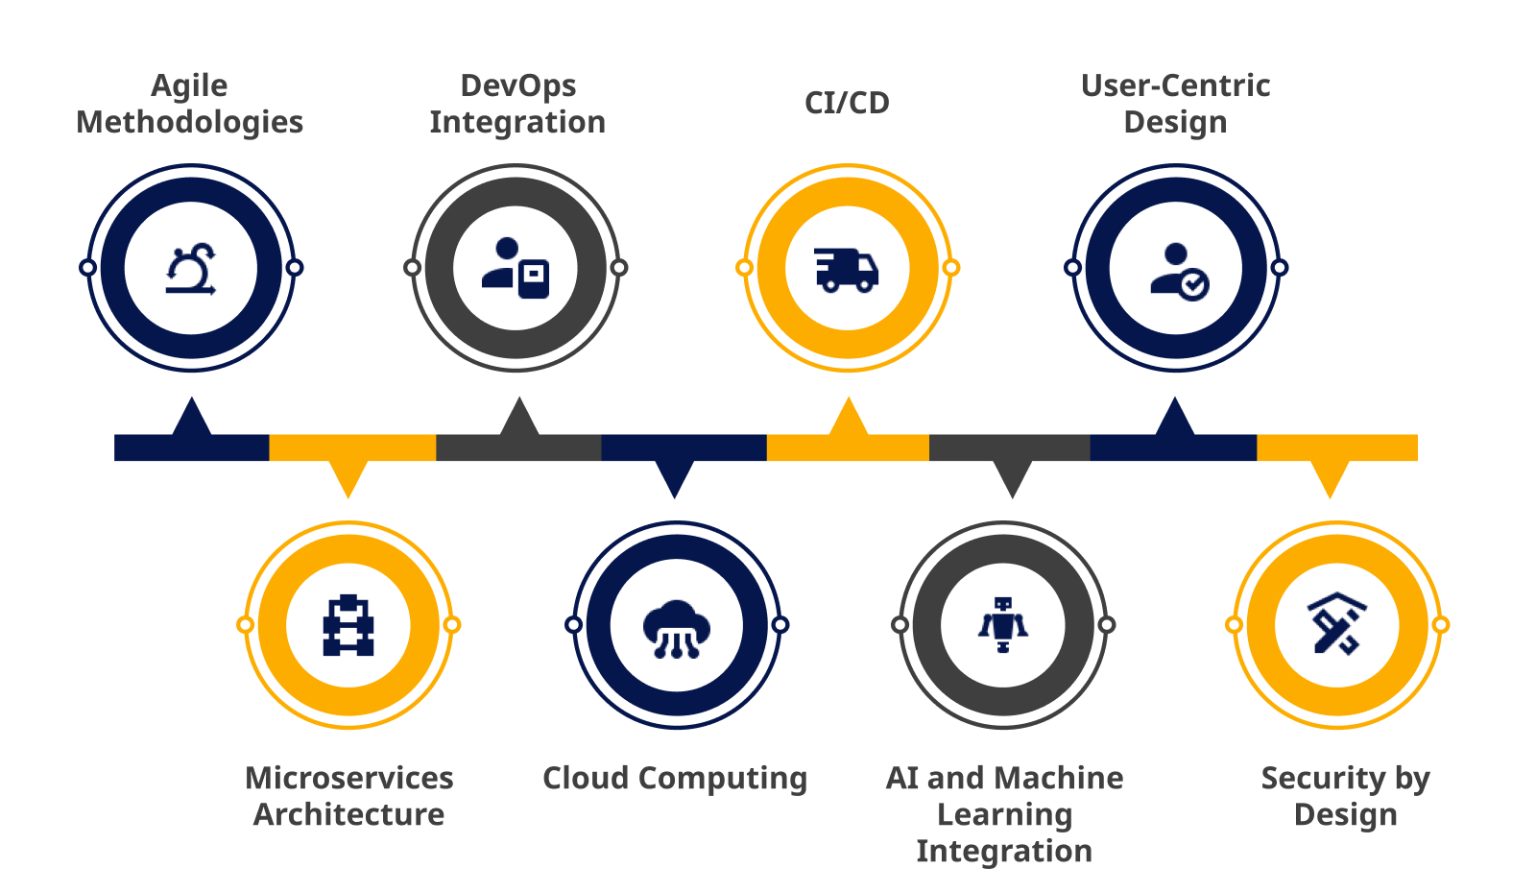 Agile
Methodologies
DevOps
Integration
CI/CD
User-Centric
Design
Microservices
Architecture
Cloud Computing
AI and Machine
Learning
Integration
Security by
Design